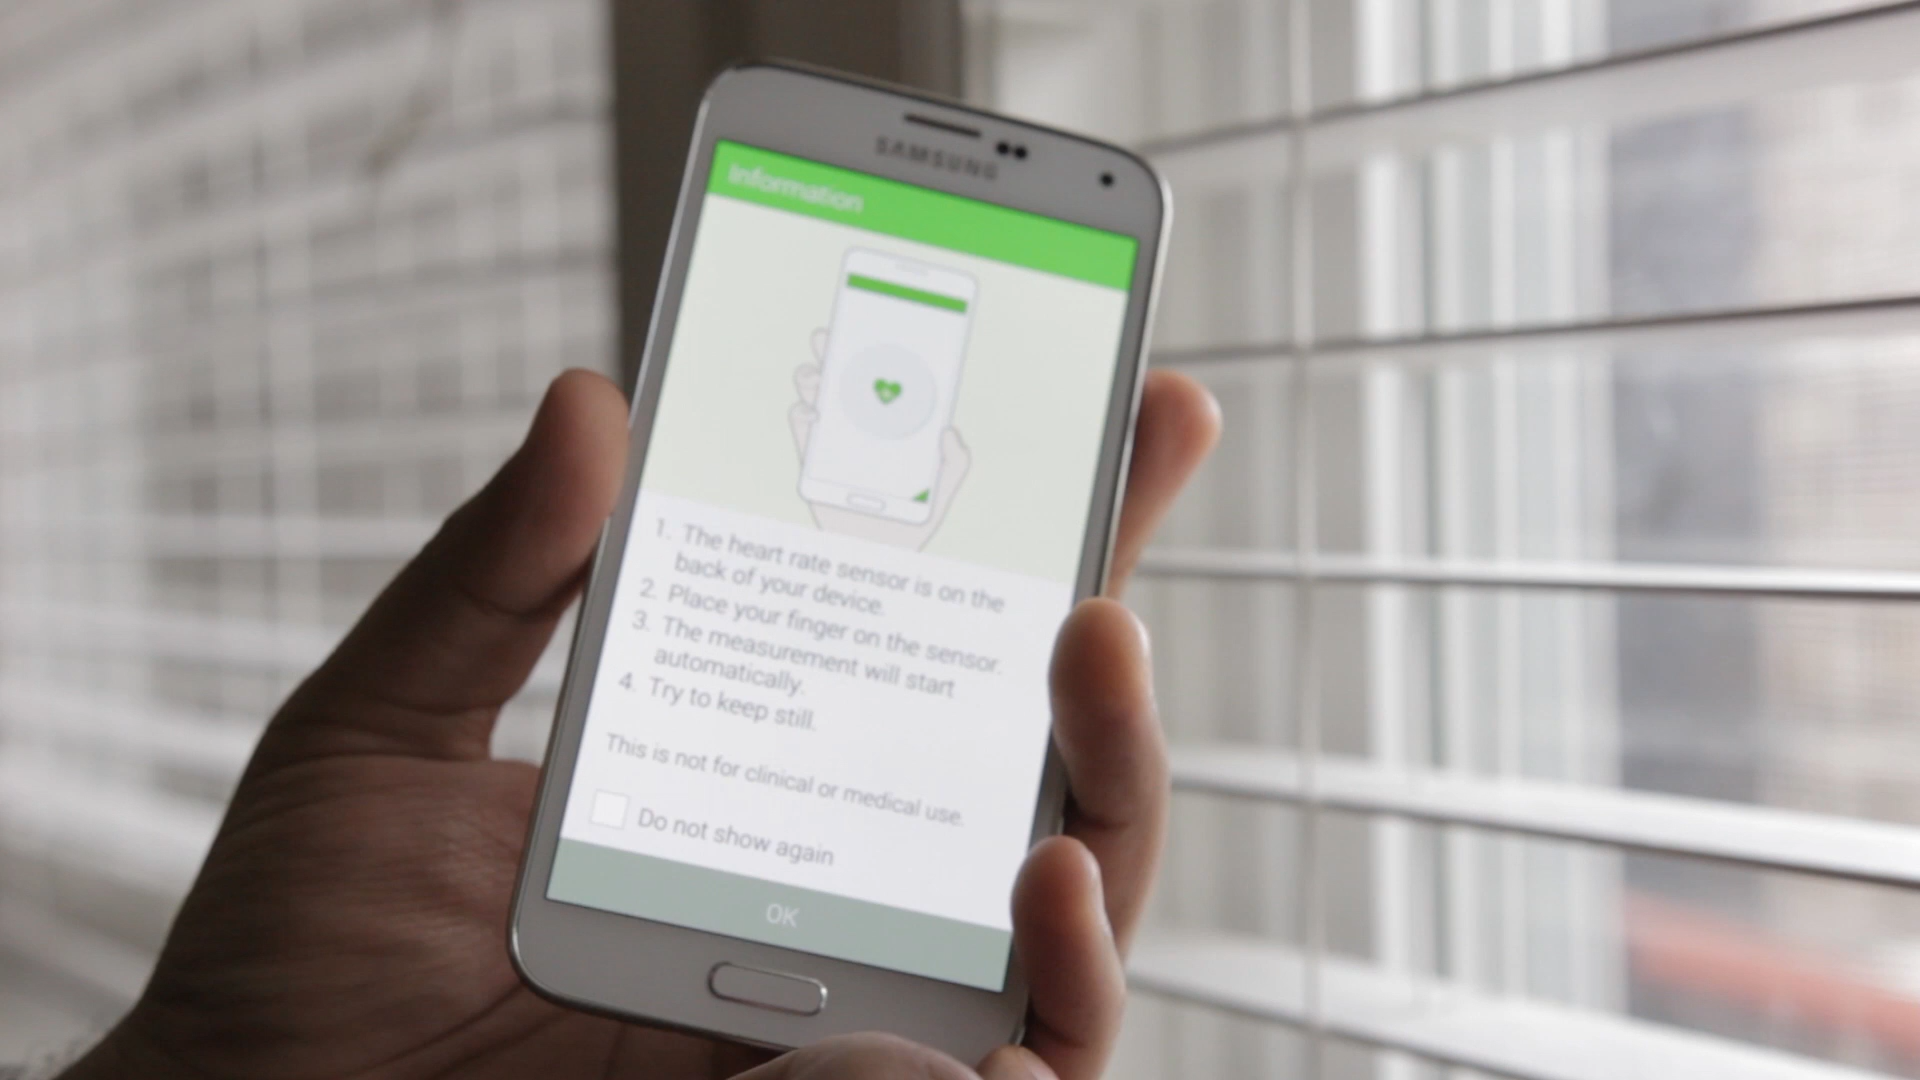 SAMSUNG
Information
1. The heart rate sensor is on the
back of your device.
2. Place your finger on the sensor.
3. The measurement will start
automatically.
4. Try to keep still.
This is not for clinical or medical use.
Do not show again
OK